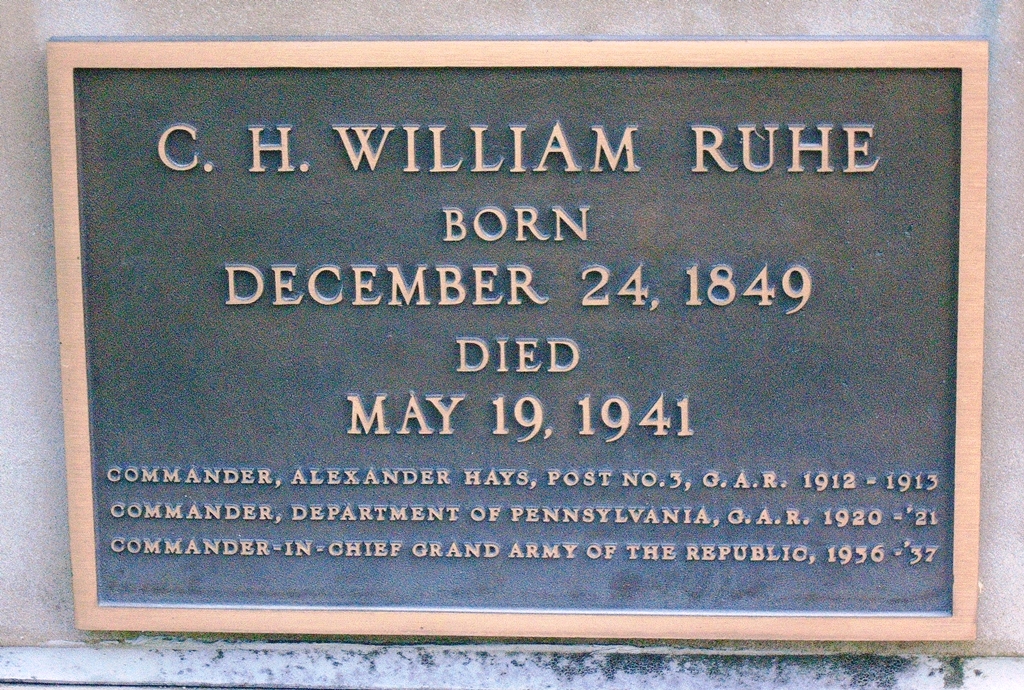 C. H. WILLIAM RUHE
BORN
DECEMBER 24, 1849
DIED
MAY 19, 1941
COMMANDER, ALEXANDER HAYS, POST NO. 3, G. A. R. 1912 - 1913
COMMANDER, DEPARTMENT OF PENNSYLVANIA, G. A. R. 1920 - '21
COMMANDER-IN-CHIEF GRAND ARMY OF THE REPUBLIC, 1936 - '37